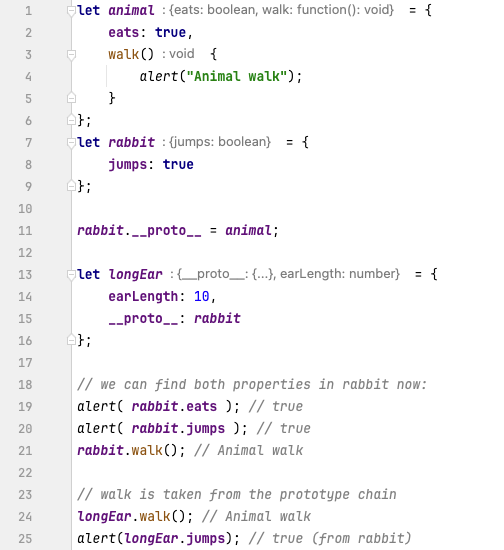 1 let animal : {eats: boolean, walk: function(): void} = {
2 eats: true,
3 walk() : void {
4 alert("Animal walk");
5 }
6 };
7 let rabbit : {jumps: boolean} = {
8 jumps: true
9 };
10
11 rabbit.__proto__ = animal;
12
13 let longEar : {__proto__: {...}, earLength: number} = {
14 earLength: 10,
15 __proto__: rabbit
16 };
17
18 // we can find both properties in rabbit now:
19 alert( rabbit.eats ); // true
20 alert( rabbit.jumps ); // true
21 rabbit.walk(); // Animal walk
22
23 // walk is taken from the prototype chain
24 longEar.walk(); // Animal walk
25 alert(longEar.jumps); // true (from rabbit)